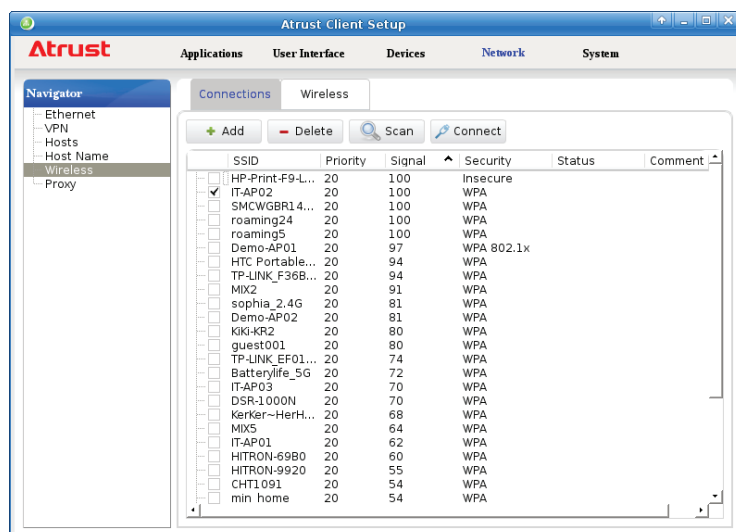 Atrust Client Setup
Atrust Applications User Interface Devices Network System
Navigator
Ethernet
VPN
Hosts
Host Name
Wireless
Proxy
Connections Wireless
Add Delete Scan Connect
SSID Priority Signal Security Status Comment
HP-Print-F9-L... 20 100 Insecure
IT-AP02 20 100 WPA
SMCWGBR14... 20 100 WPA
roaming24 20 100 WPA
roaming5 20 100 WPA
Demo-AP01 20 97 WPA 802.1x
HTC Portable... 20 94 WPA
TP-LINK_F36B... 20 94 WPA
MIX2 20 91 WPA
sophia_2.4G 20 81 WPA
Demo-AP02 20 81 WPA
KiKi-KR2 20 80 WPA
guest001 20 80 WPA
TP-LINK_EF01... 20 74 WPA
Batterylife_5G 20 72 WPA
IT-AP03 20 70 WPA
DSR-1000N 20 70 WPA
KerKer~HerH... 20 68 WPA
MIX5 20 64 WPA
IT-AP01 20 62 WPA
HITRON-69B0 20 60 WPA
HITRON-9920 20 55 WPA
CHT1091 20 54 WPA
min home 20 54 WPA